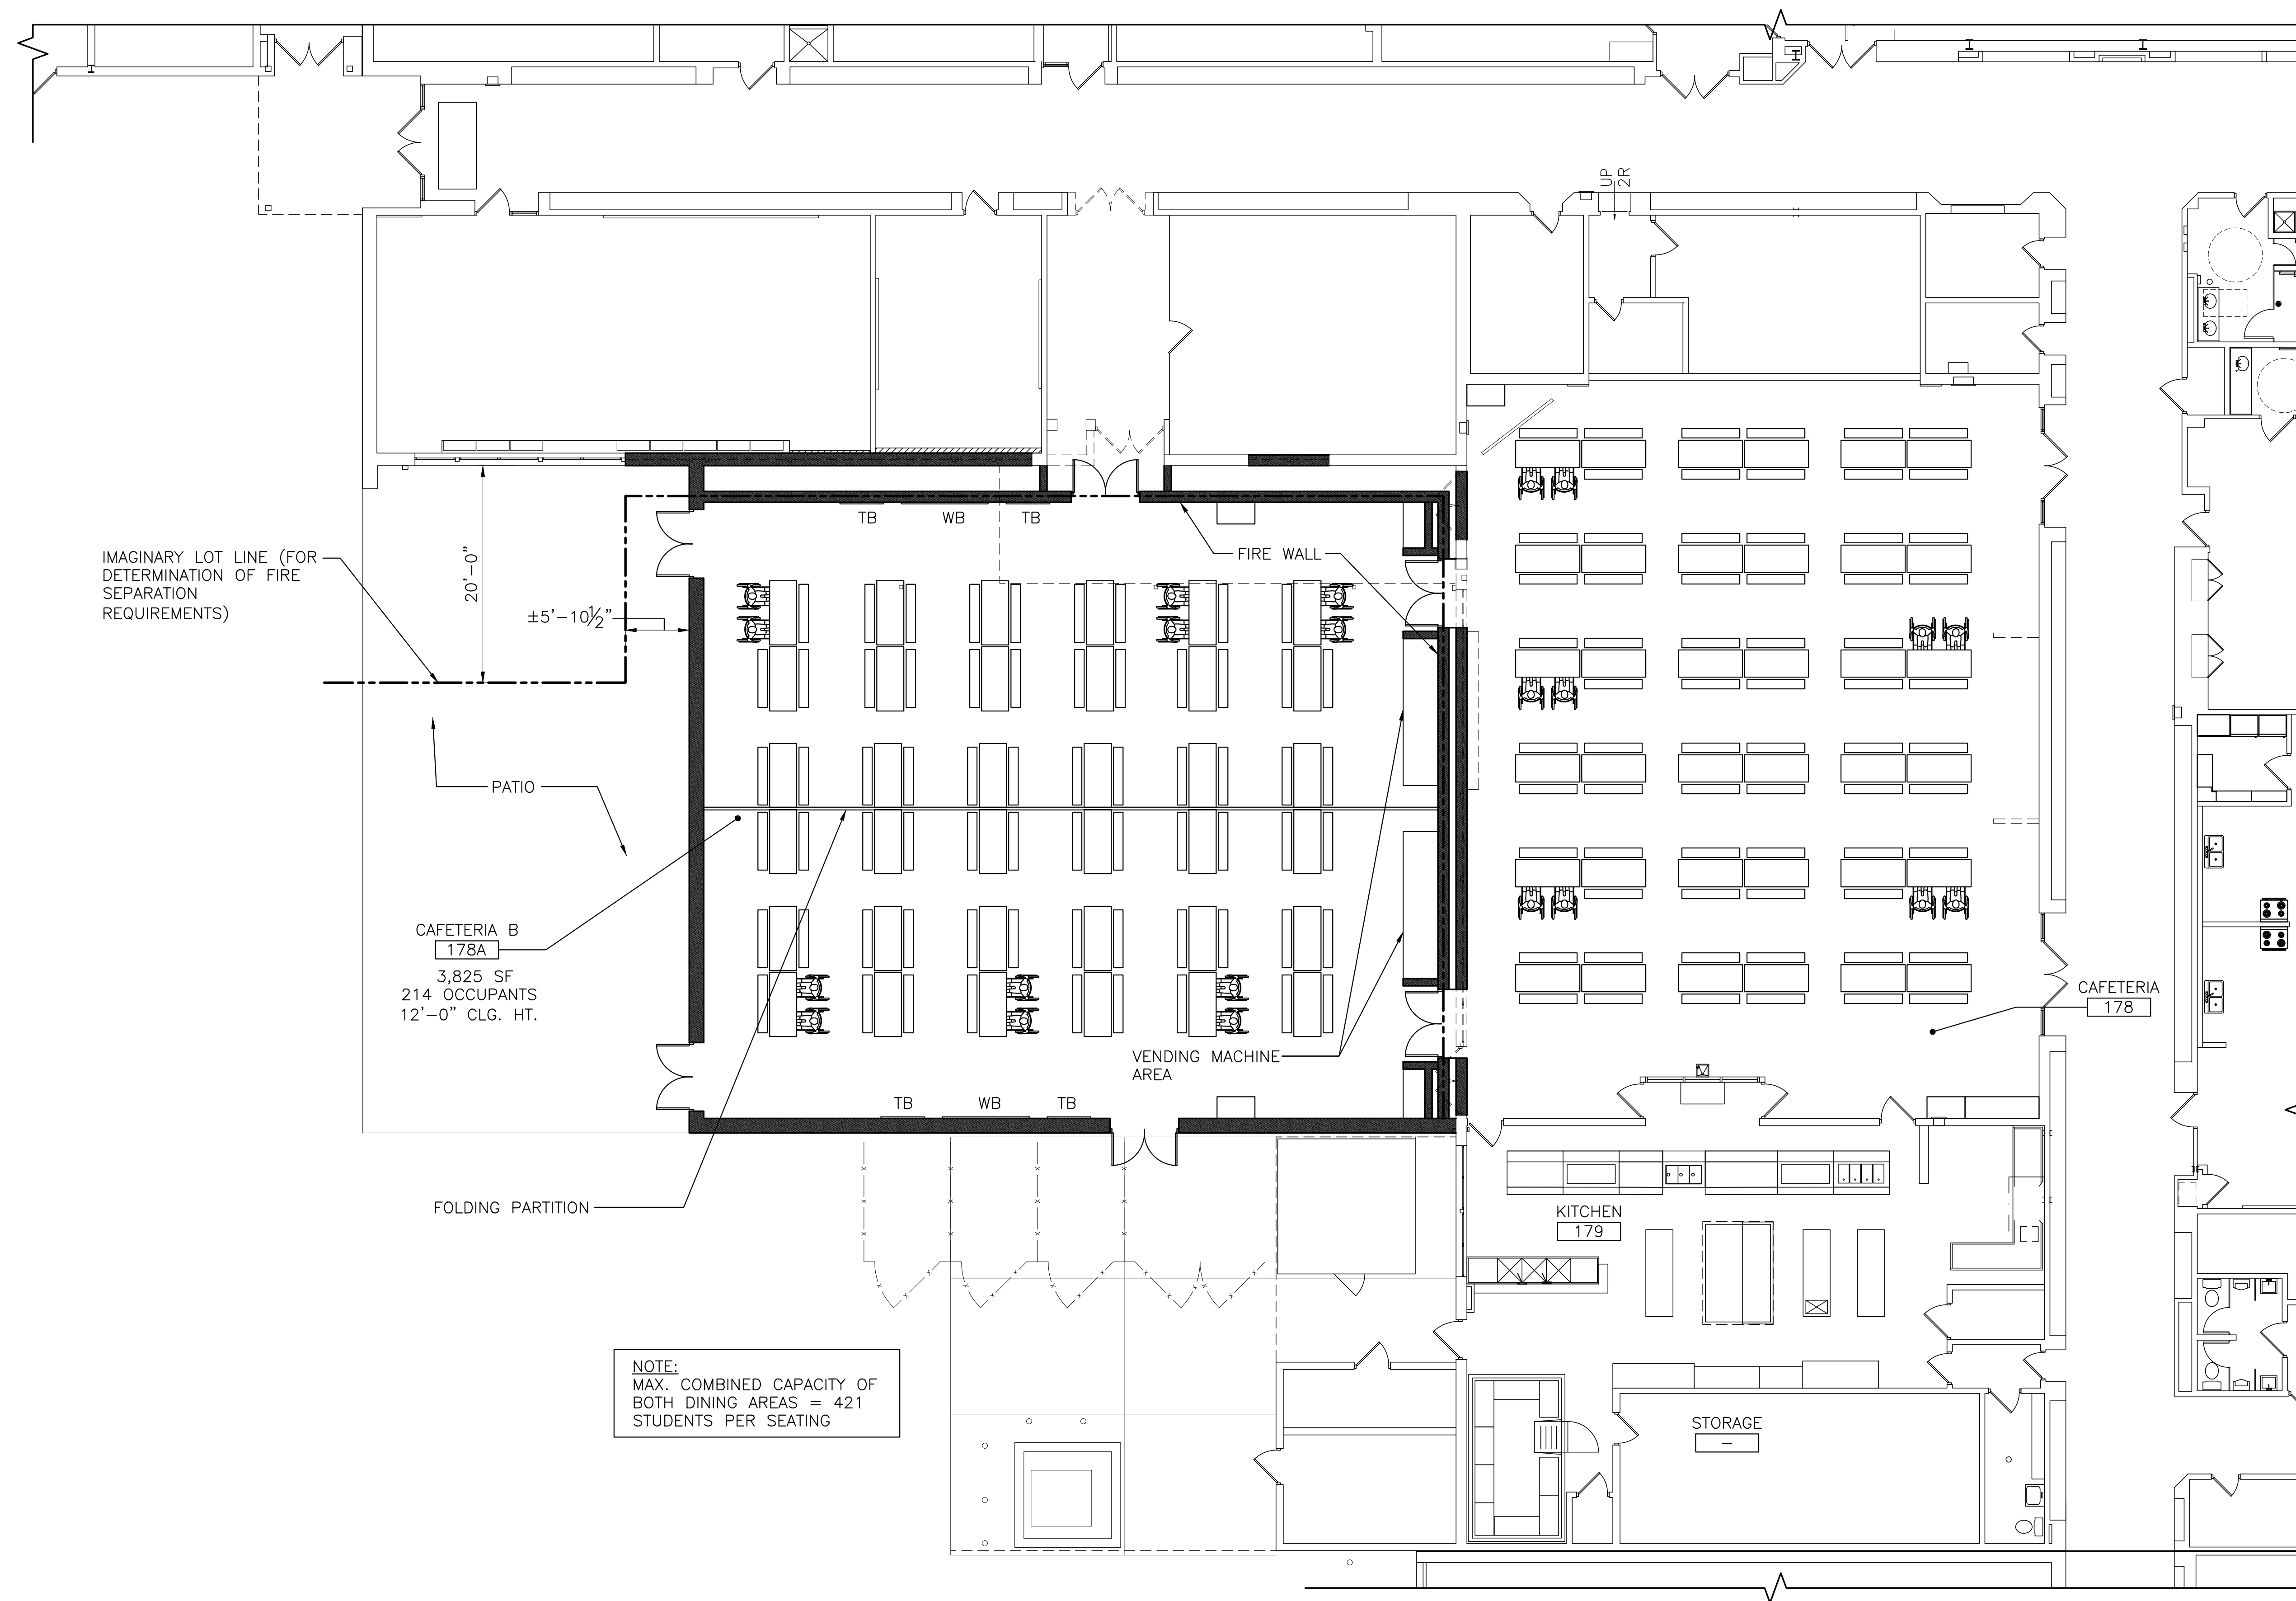 UP
2R
TB
WB
TB
FIRE WALL
IMAGINARY LOT LINE (FOR
DETERMINATION OF FIRE
SEPARATION
REQUIREMENTS)
20'-0"
±5'-10½"
PATIO
CAFETERIA B
178A
3,825 SF
214 OCCUPANTS
12'-0" CLG. HT.
CAFETERIA
178
VENDING MACHINE
AREA
TB
WB
TB
FOLDING PARTITION
KITCHEN
179
NOTE:
MAX. COMBINED CAPACITY OF
BOTH DINING AREAS = 421
STUDENTS PER SEATING
STORAGE
-